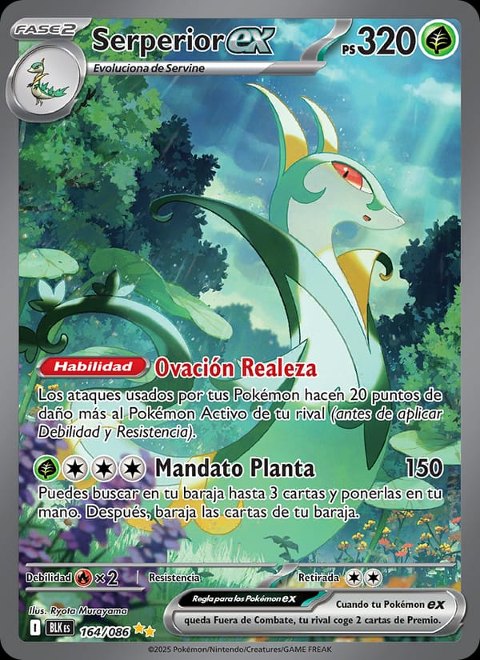 FASE2
Serperior ex PS 320
Evoluciona de Servine
Habilidad Ovación Realeza
Los ataques usados por tus Pokémon hacen 20 puntos de
daño más al Pokémon Activo de tu rival (antes de aplicar
Debilidad y Resistencia).
Mandato Planta 150
Puedes buscar en tu baraja hasta 3 cartas y ponerlas en tu
mano. Después, baraja las cartas de tu baraja.
Debilidad ×2 Resistencia Retirada
Ilus. Ryota Murayama
Regla para los Pokémon ex
Cuando tu Pokémon ex
queda Fuera de Combate, tu rival coge 2 cartas de Premio.
I BLK ES 164/086
©2025 Pokémon/Nintendo/Creatures/GAME FREAK